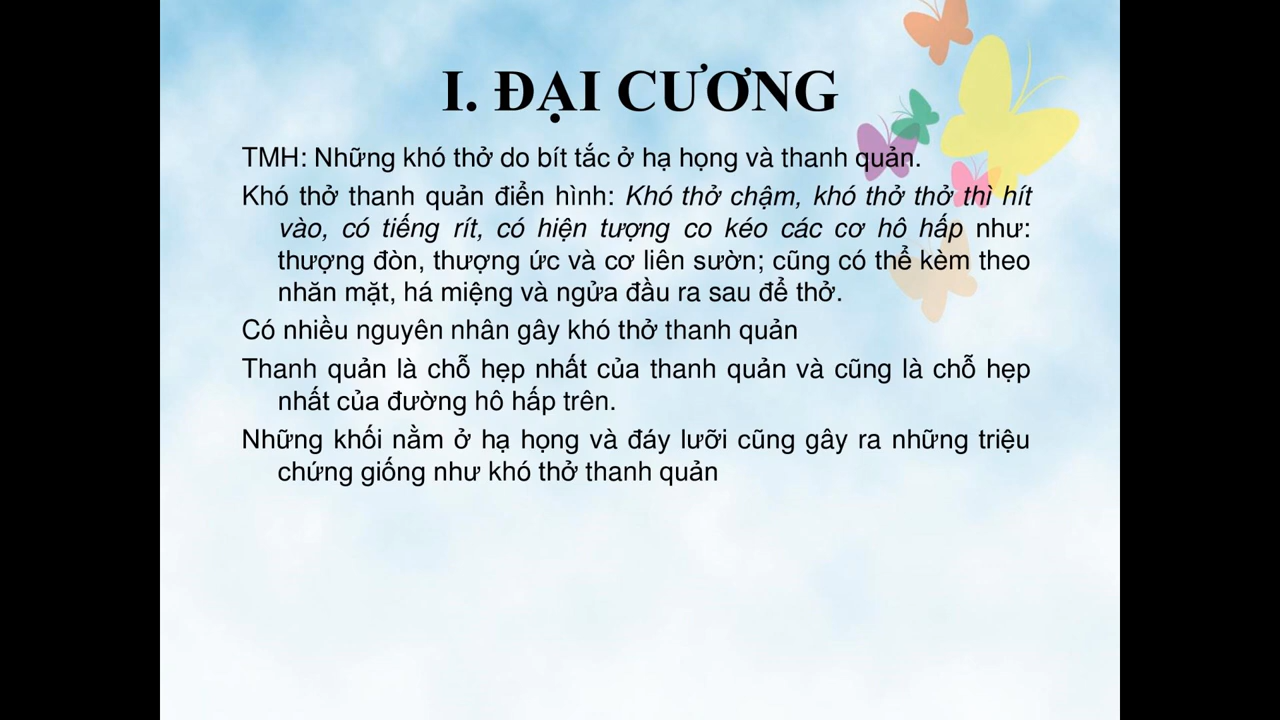 I. ĐẠI CƯƠNG
TMH: Những khó thở do bít tắc ở hạ họng và thanh quản.
Khó thở thanh quản điển hình: Khó thở chậm, khó thở thở thì hít
vào, có tiếng rít, có hiện tượng co kéo các cơ hô hấp như:
thượng đòn, thượng ức và cơ liên sườn; cũng có thể kèm theo
nhăn mặt, há miệng và ngửa đầu ra sau để thở.
Có nhiều nguyên nhân gây khó thở thanh quản
Thanh quản là chỗ hẹp nhất của thanh quản và cũng là chỗ hẹp
nhất của đường hô hấp trên.
Những khối nằm ở hạ họng và đáy lưỡi cũng gây ra những triệu
chứng giống như khó thở thanh quản